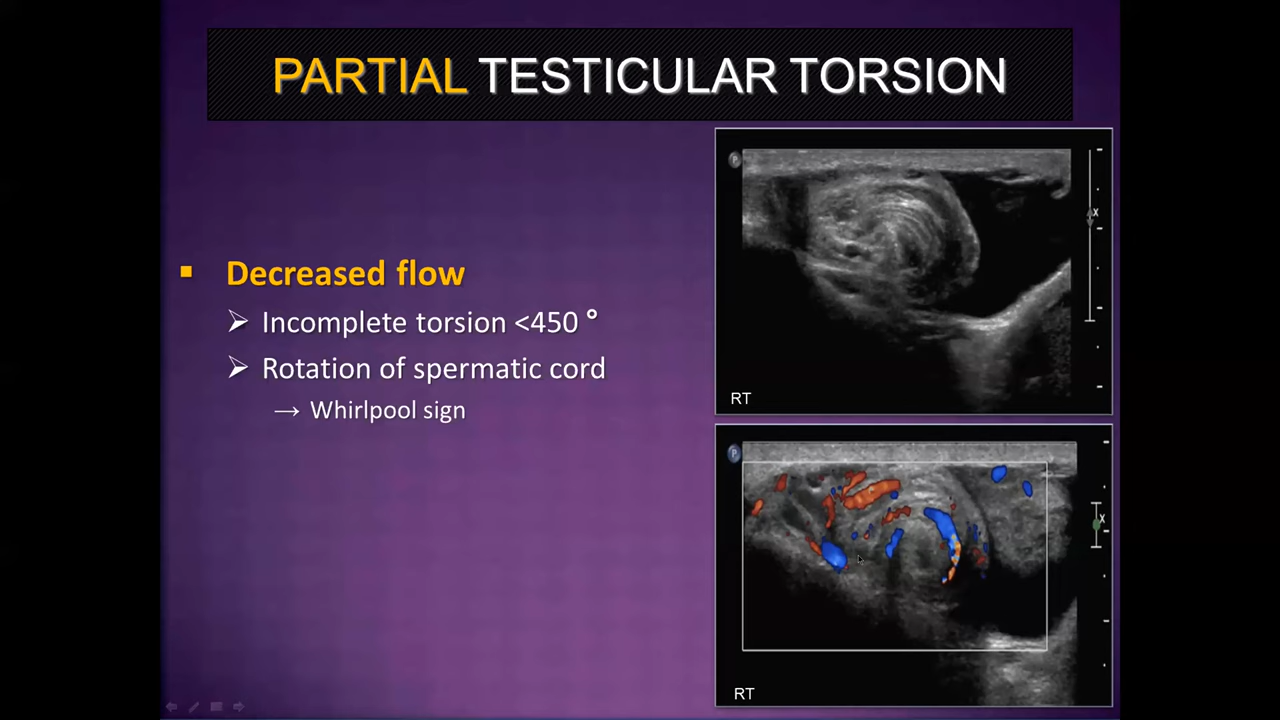 PARTIAL TESTICULAR TORSION
▪ Decreased flow
➢ Incomplete torsion <450 °
➢ Rotation of spermatic cord
→ Whirlpool sign
P
X
RT
P
X
RT